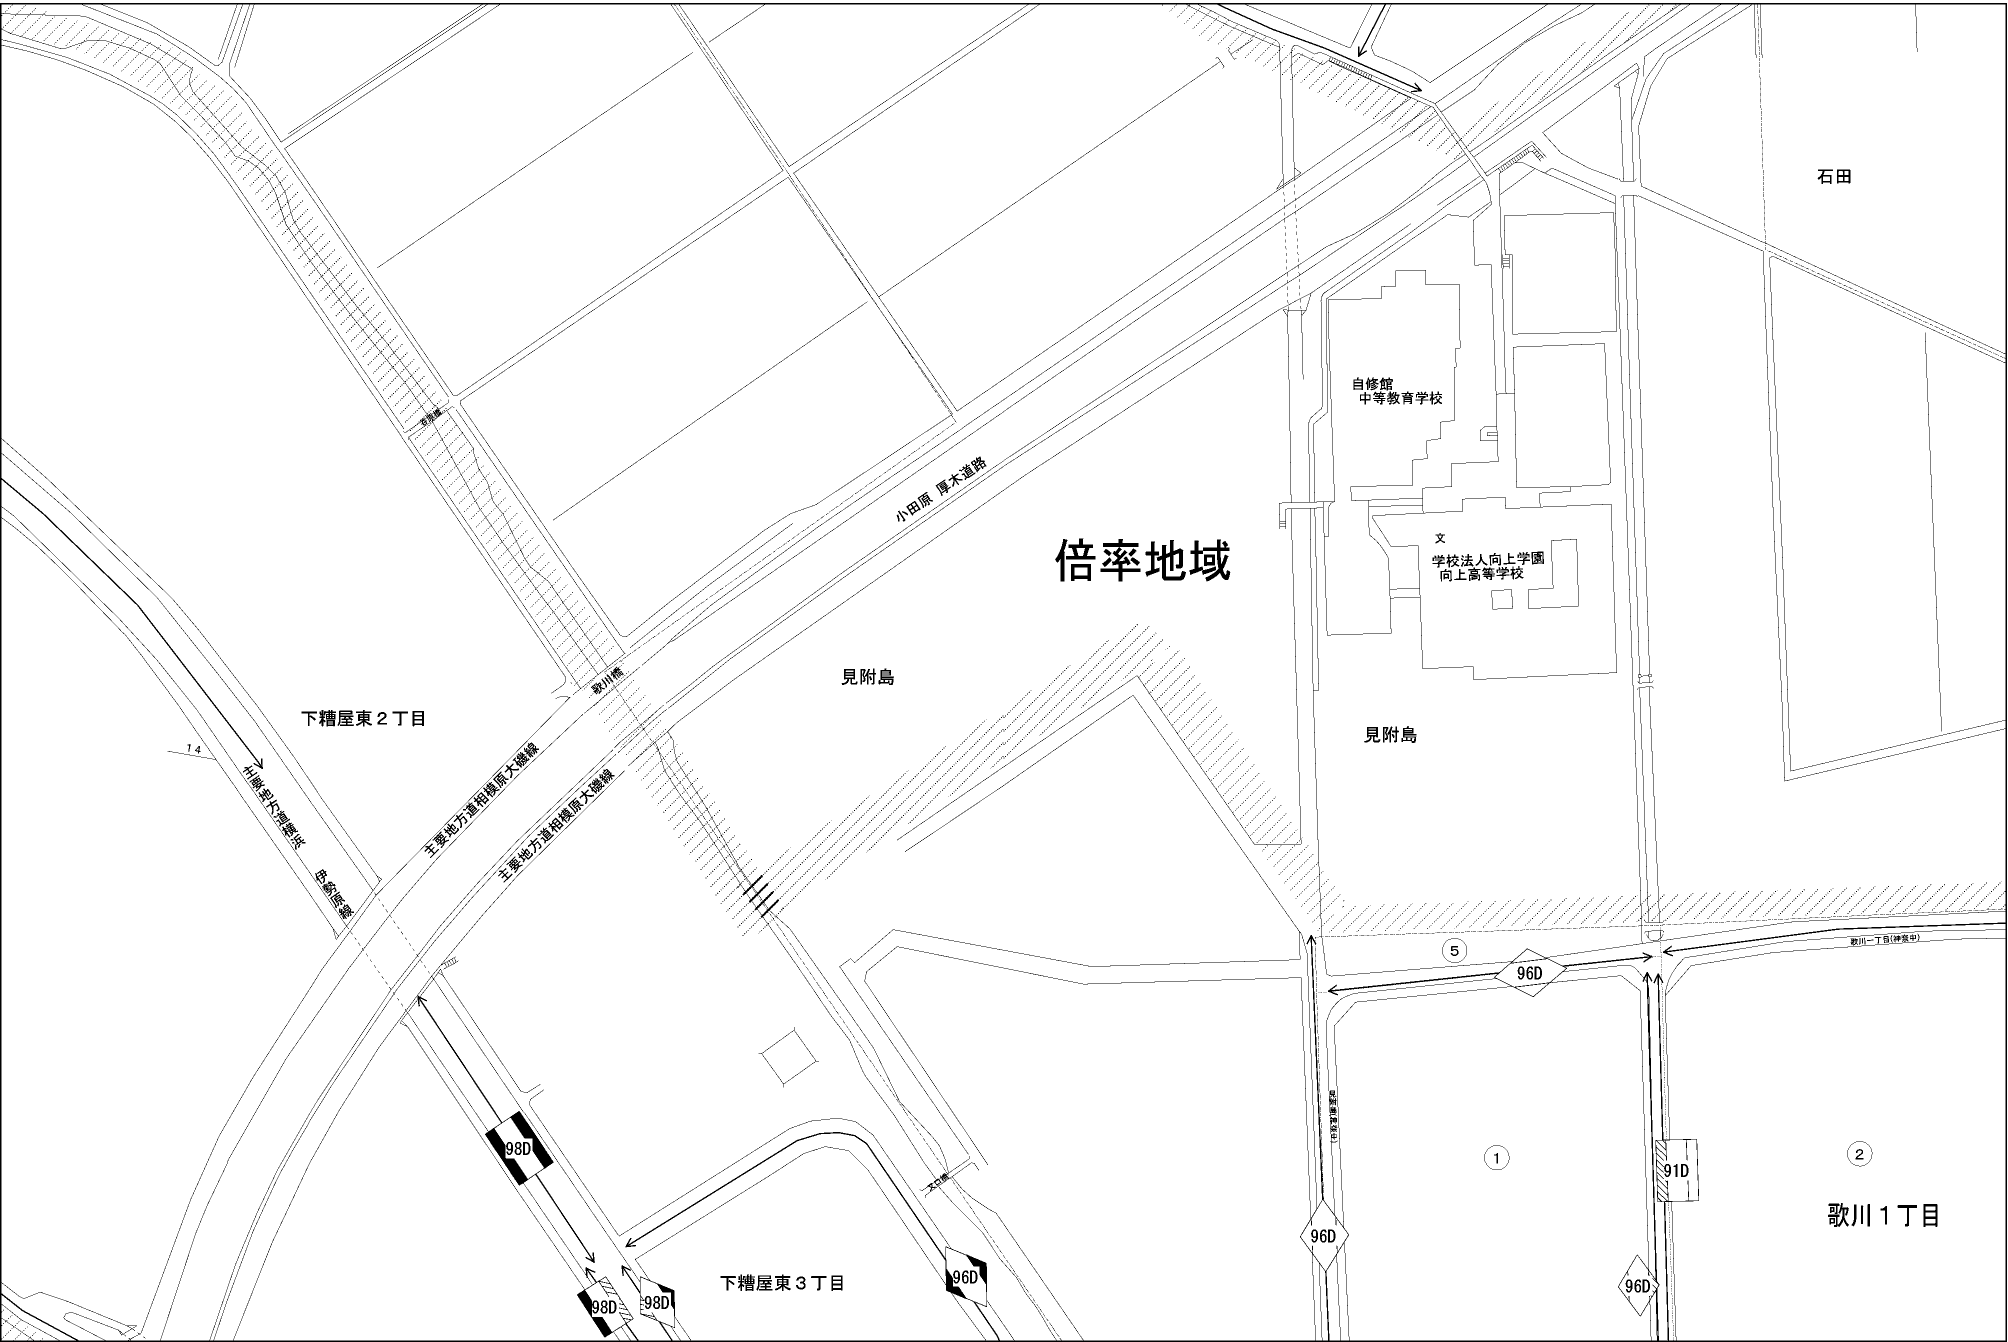 石田
自修館
中等教育学校
小田原 厚木道路
倍率地域
文
学校法人向上学園
向上高等学校
見附島
歌川橋
下糟屋東２丁目
見附島
14
主要地方道横浜 伊勢原線
主要地方道相模原大磯線
主要地方道相模原大磯線
歌川一丁目(神奈中)
5
96D
98D
1
2
91D
歌川１丁目
96D
96D
96D
下糟屋東３丁目
98D
98D